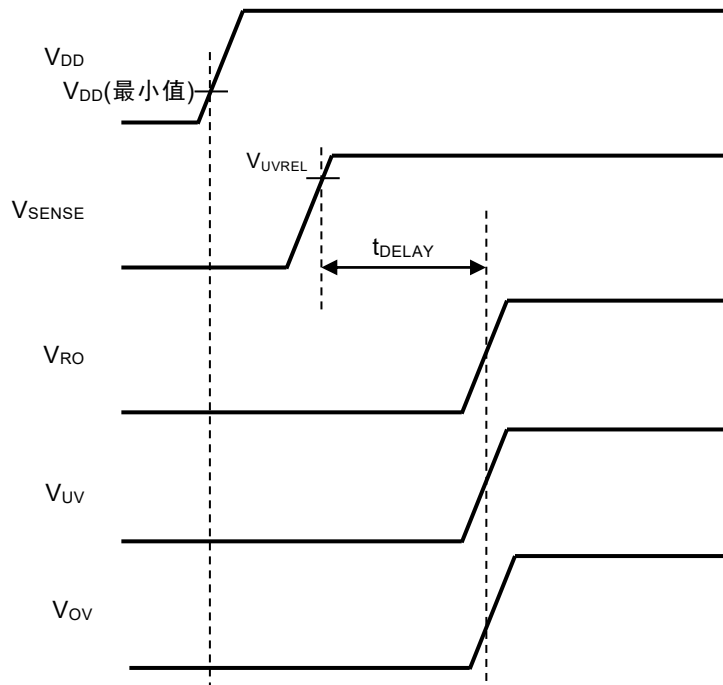 VDD
VDD(最小值)
VUVREL
VSENSE
tDELAY
VRO
VUV
VOV